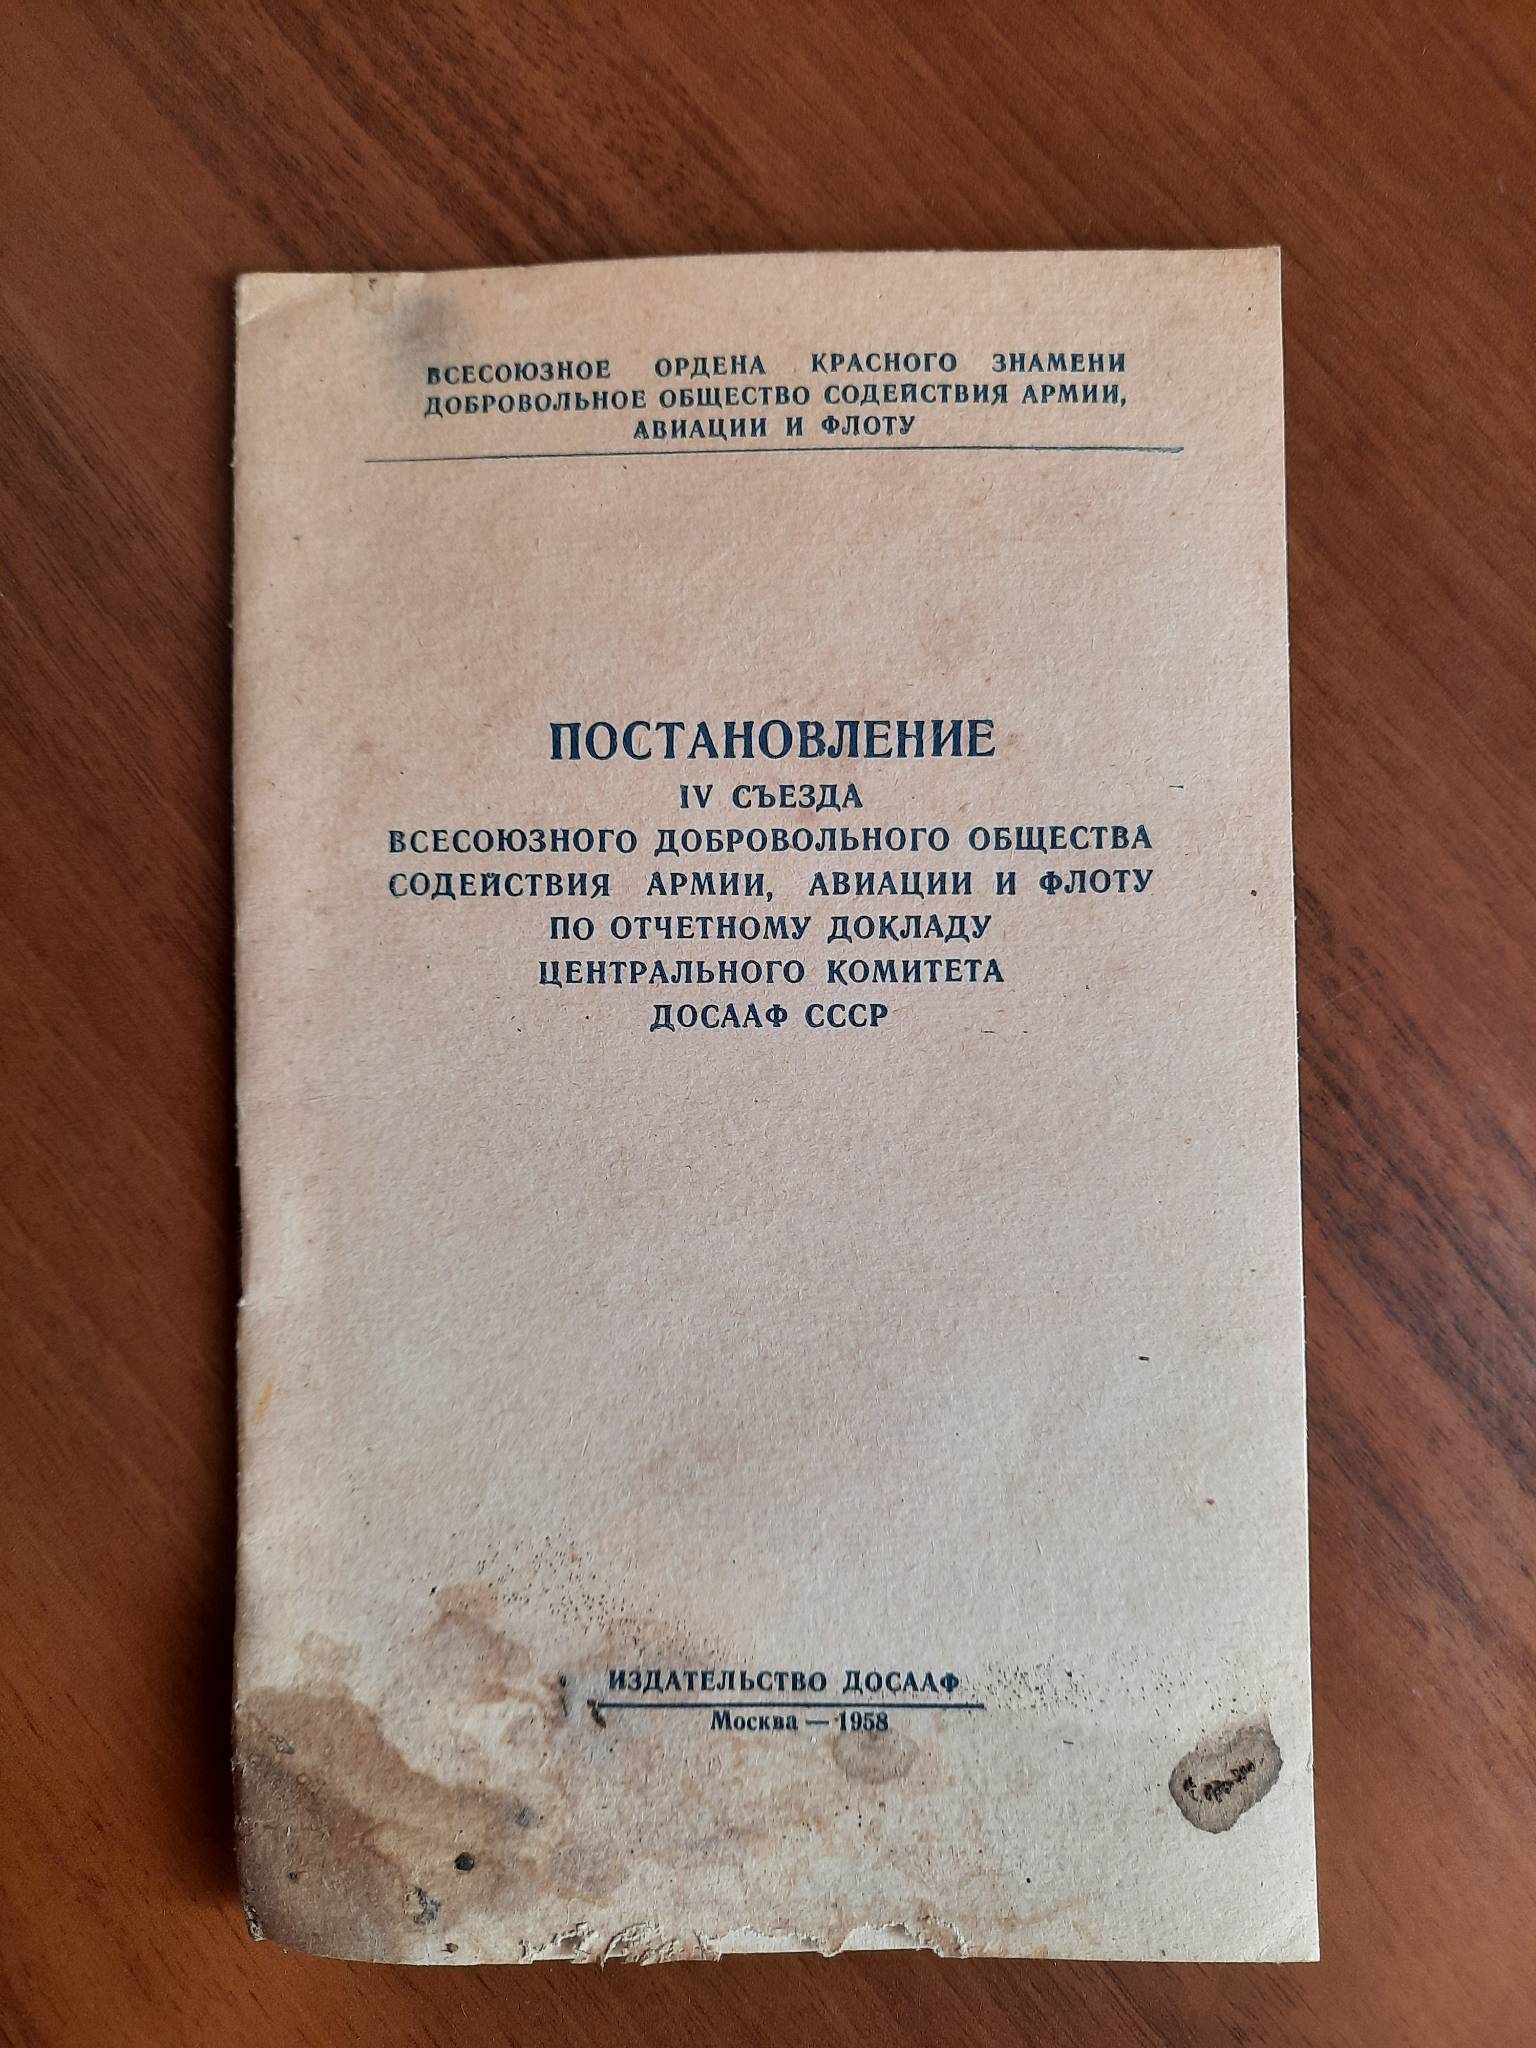 ВСЕСОЮЗНОЕ ОРДЕНА КРАСНОГО ЗНАМЕНИ
ДОБРОВОЛЬНОЕ ОБЩЕСТВО СОДЕЙСТВИЯ АРМИИ,
АВИАЦИИ И ФЛОТУ
ПОСТАНОВЛЕНИЕ
IV СЪЕЗДА
ВСЕСОЮЗНОГО ДОБРОВОЛЬНОГО ОБЩЕСТВА
СОДЕЙСТВИЯ АРМИИ, АВИАЦИИ И ФЛОТУ
ПО ОТЧЕТНОМУ ДОКЛАДУ
ЦЕНТРАЛЬНОГО КОМИТЕТА
ДОСААФ СССР
ИЗДАТЕЛЬСТВО ДОСААФ
Москва — 1958